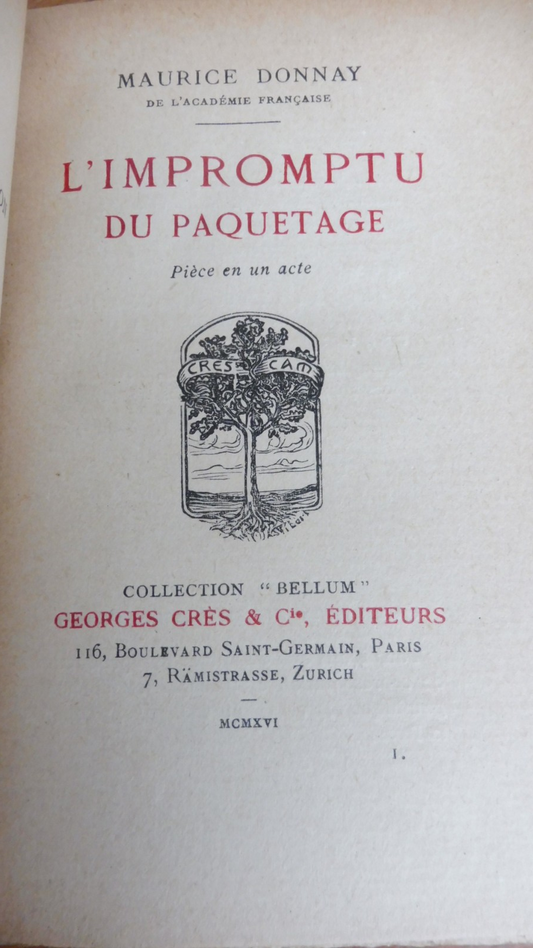 MAURICE DONNAY
DE L'ACADÉMIE FRANÇAISE
L'IMPROMPTU
DU PAQUETAGE
Pièce en un acte
CRES CAM
COLLECTION "BELLUM"
GEORGES CRÈS & Cie, ÉDITEURS
116, BOULEVARD SAINT-GERMAIN, PARIS
7, RÄMISTRASSE, ZURICH
MCMXVI
I.